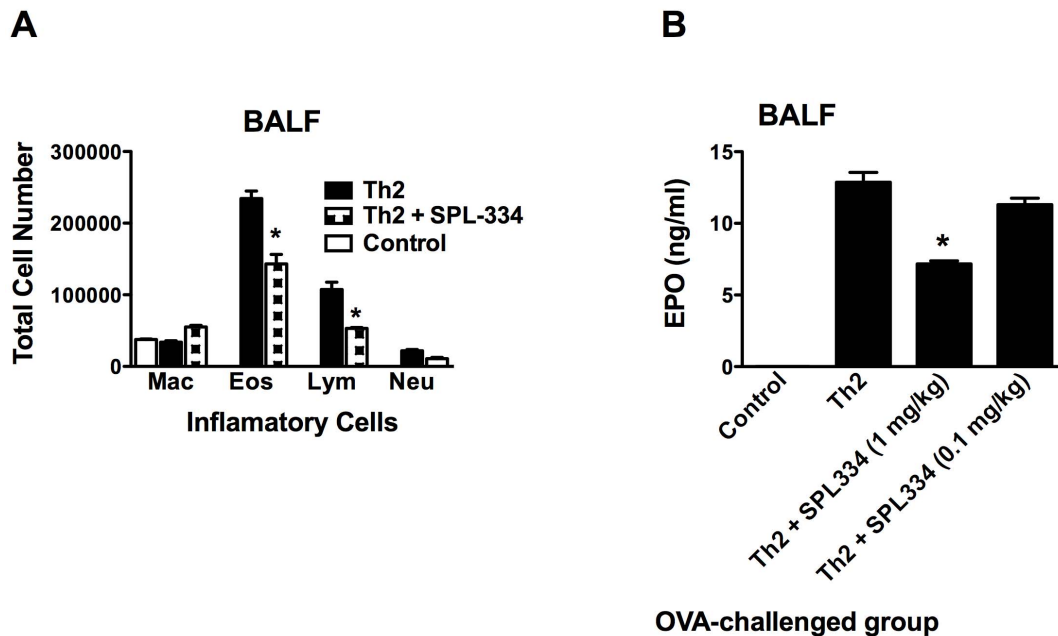 A
BALF
300000
200000
100000
0
Total Cell Number
Th2
Th2 + SPL-334
Control
*
*
Mac Eos Lym Neu
Inflamatory Cells
B
BALF
15
10
5
0
EPO (ng/ml)
*
Control
Th2
Th2 + SPL334 (1 mg/kg)
Th2 + SPL334 (0.1 mg/kg)
OVA-challenged group